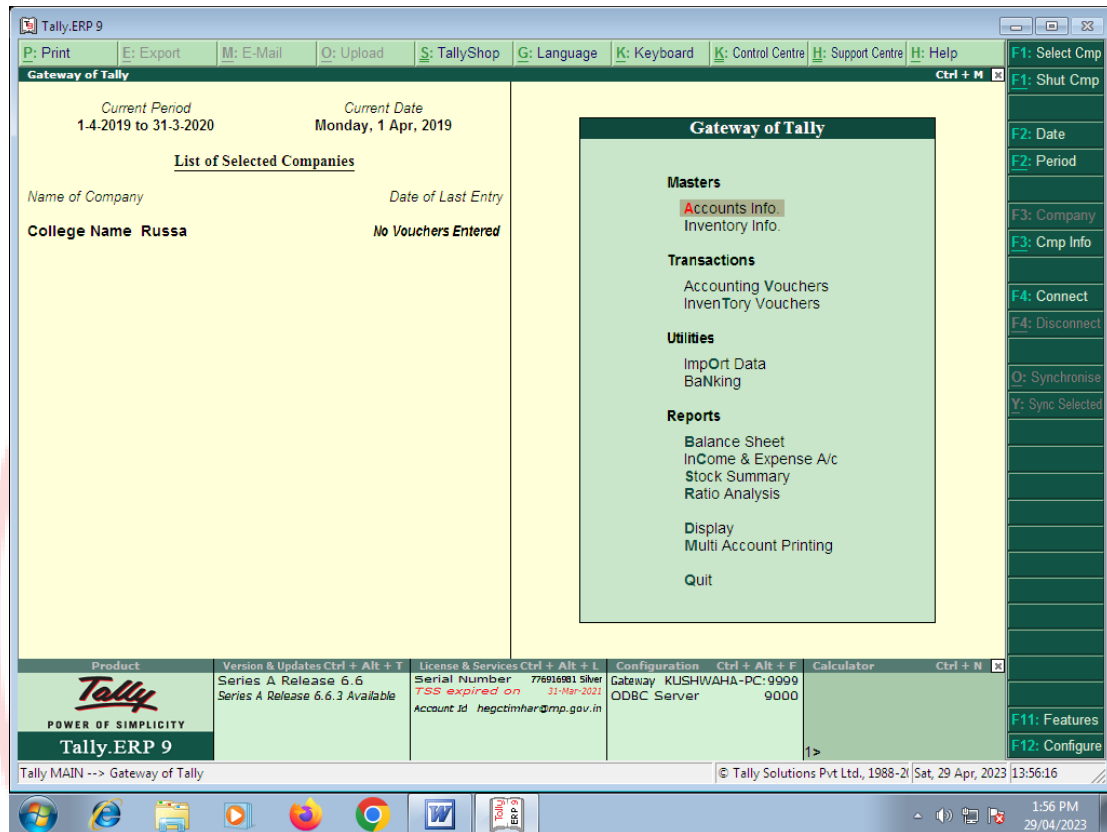 Tally.ERP 9
P: Print E: Export M: E-Mail O: Upload S: TallyShop G: Language K: Keyboard K: Control Centre H: Support Centre H: Help F1: Select Cmp
Gateway of Tally Ctrl + M
F1: Shut Cmp
Current Period Current Date
1-4-2019 to 31-3-2020 Monday, 1 Apr, 2019
List of Selected Companies
Name of Company Date of Last Entry
College Name Russa No Vouchers Entered
Gateway of Tally
Masters
Accounts Info.
Inventory Info.
Transactions
Accounting Vouchers
InvenTory Vouchers
Utilities
ImpOrt Data
BaNking
Reports
Balance Sheet
InCome & Expense A/c
Stock Summary
Ratio Analysis
Display
Multi Account Printing
Quit
F2: Date
F2: Period
F3: Company
F3: Cmp Info
F4: Connect
F4: Disconnect
O: Synchronise
Y: Sync Selected
F11: Features
F12: Configure
Product
Tally
POWER OF SIMPLICITY
Tally.ERP 9
Version & Updates Ctrl + Alt + T
Series A Release 6.6
Series A Release 6.6.3 Available
License & Services Ctrl + Alt + L
Serial Number 776916981 Silver
TSS expired on 31-Mar-2021
Account Id hegctimhar@mp.gov.in
Configuration Ctrl + Alt + F
Gateway KUSHWAHA-PC:9999
ODBC Server 9000
Calculator Ctrl + N
1>
Tally MAIN --> Gateway of Tally © Tally Solutions Pvt Ltd., 1988-2 Sat, 29 Apr, 2023 13:56:16
Tally ERP 9
1:56 PM
29/04/2023